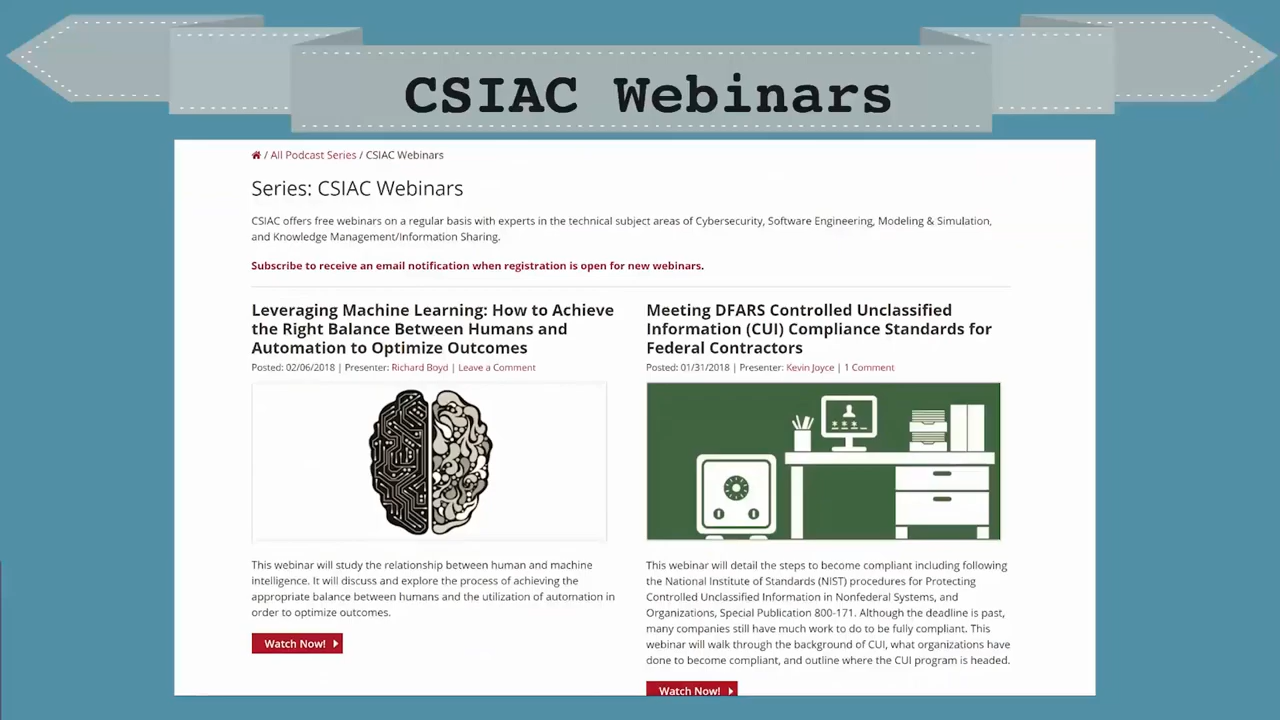 CSIAC Webinars
/ All Podcast Series / CSIAC Webinars
Series: CSIAC Webinars
CSIAC offers free webinars on a regular basis with experts in the technical subject areas of Cybersecurity, Software Engineering, Modeling & Simulation,
and Knowledge Management/Information Sharing.
Subscribe to receive an email notification when registration is open for new webinars.
Leveraging Machine Learning: How to Achieve
the Right Balance Between Humans and
Automation to Optimize Outcomes
Posted: 02/06/2018 | Presenter: Richard Boyd | Leave a Comment
This webinar will study the relationship between human and machine
intelligence. It will discuss and explore the process of achieving the
appropriate balance between humans and the utilization of automation in
order to optimize outcomes.
Watch Now!
Meeting DFARS Controlled Unclassified
Information (CUI) Compliance Standards for
Federal Contractors
Posted: 01/31/2018 | Presenter: Kevin Joyce | 1 Comment
This webinar will detail the steps to become compliant including following
the National Institute of Standards (NIST) procedures for Protecting
Controlled Unclassified Information in Nonfederal Systems, and
Organizations, Special Publication 800-171. Although the deadline is past,
many companies still have much work to do to be fully compliant. This
webinar will walk through the background of CUI, what organizations have
done to become compliant, and outline where the CUI program is headed.
Watch Now!